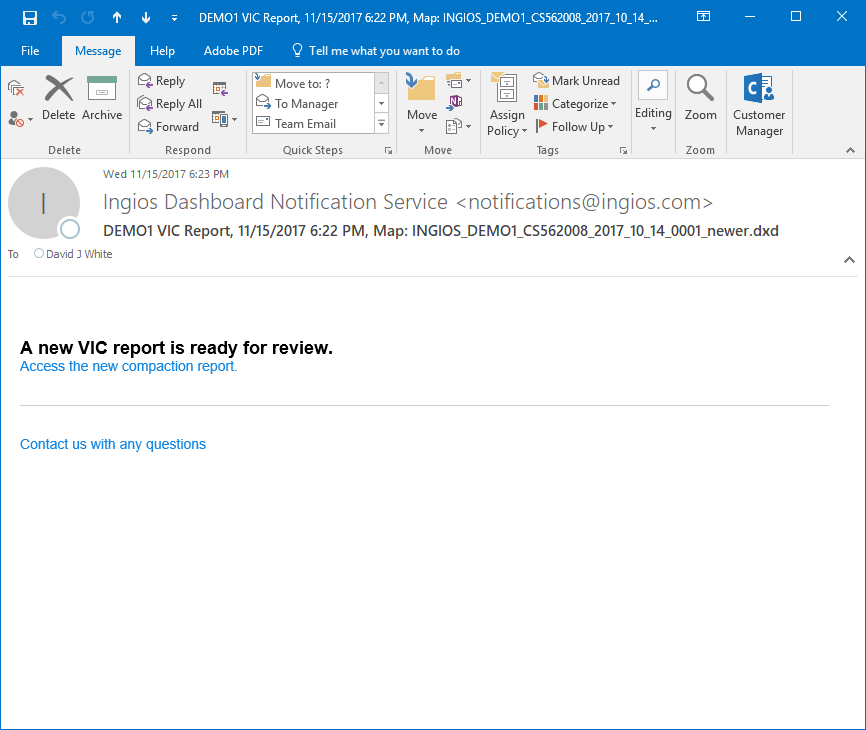 DEMO1 VIC Report, 11/15/2017 6:22 PM, Map: INGIOS_DEMO1_CS562008_2017_10_14_...
File Message Help Adobe PDF Tell me what you want to do
Delete
Archive
Reply
Reply All
Forward
Move to: ?
To Manager
Team Email
Move
Assign
Policy
Mark Unread
Categorize
Follow Up
Editing
Zoom
Customer
Manager
Delete Respond Quick Steps Move Tags Zoom
Wed 11/15/2017 6:23 PM
I
Ingios Dashboard Notification Service <notifications@ingios.com>
DEMO1 VIC Report, 11/15/2017 6:22 PM, Map: INGIOS_DEMO1_CS562008_2017_10_14_0001_newer.dxd
To David J White
A new VIC report is ready for review.
Access the new compaction report.
Contact us with any questions